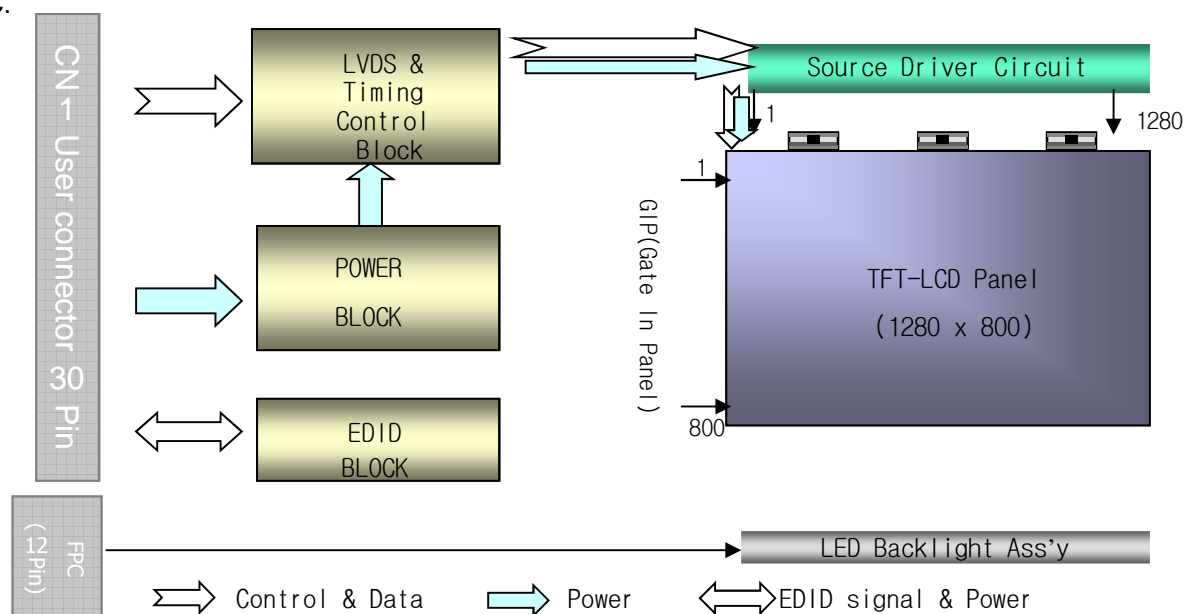 CN 1 User connector 30 Pin
LVDS &
Timing
Control
Block
POWER
BLOCK
EDID
BLOCK
Source Driver Circuit
1
1280
1
GIP(Gate In Panel)
800
TFT-LCD Panel
(1280 x 800)
FPC
(12Pin)
LED Backlight Ass’y
Control & Data
Power
EDID signal & Power